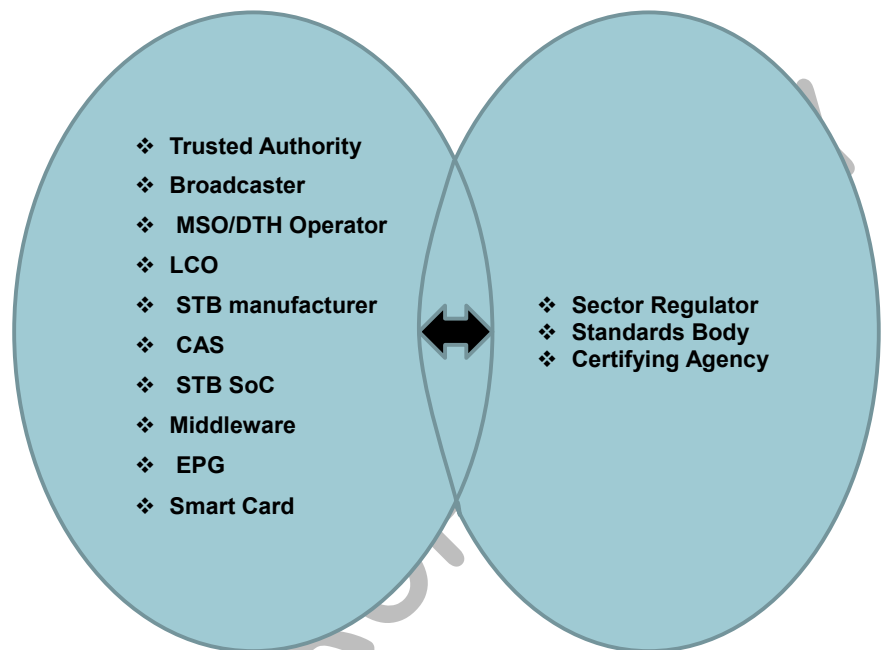 ❖ Trusted Authority
❖ Broadcaster
❖ MSO/DTH Operator
❖ LCO
❖ STB manufacturer
❖ CAS
❖ STB SoC
❖ Middleware
❖ EPG
❖ Smart Card
❖ Sector Regulator
❖ Standards Body
❖ Certifying Agency